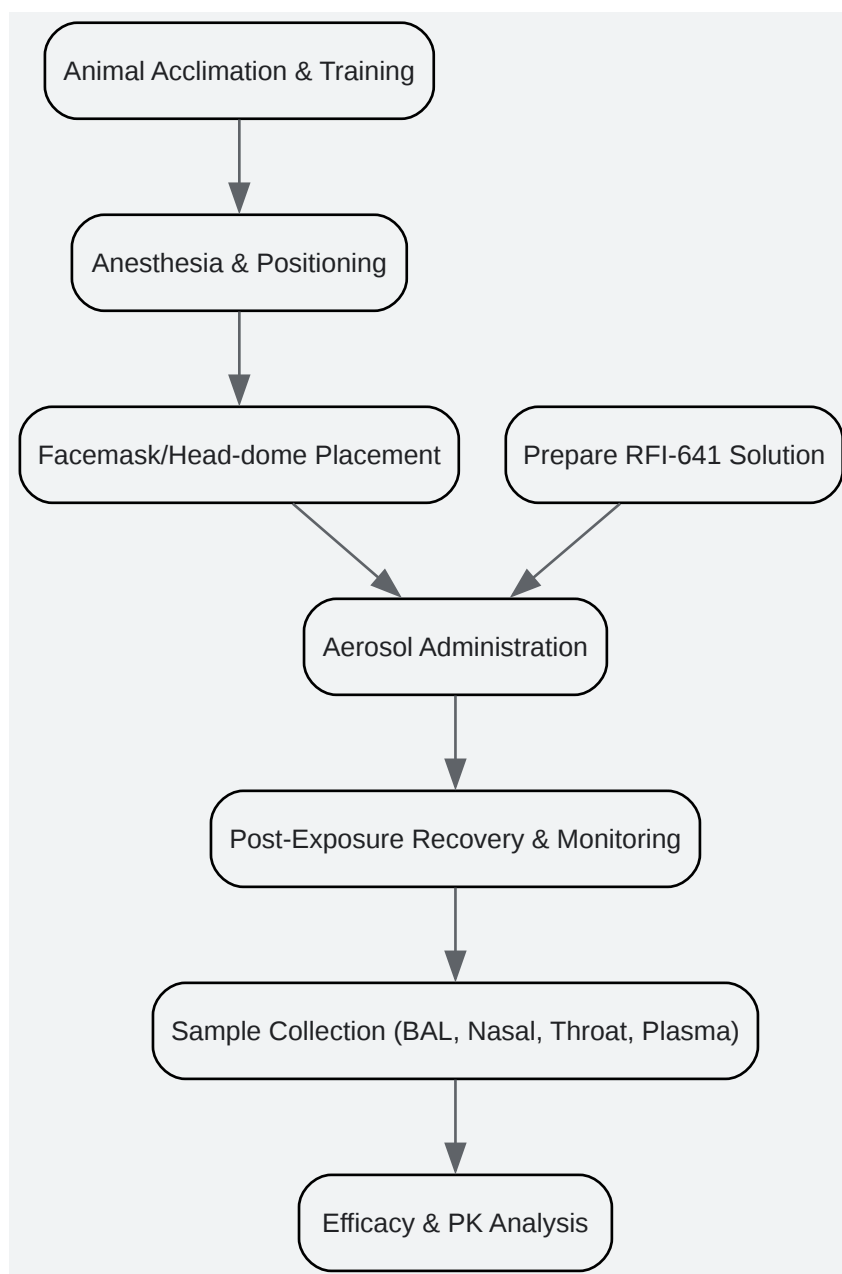 Animal Acclimation & Training
Anesthesia & Positioning
Facemask/Head-dome Placement
Prepare RFI-641 Solution
Aerosol Administration
Post-Exposure Recovery & Monitoring
Sample Collection (BAL, Nasal, Throat, Plasma)
Efficacy & PK Analysis